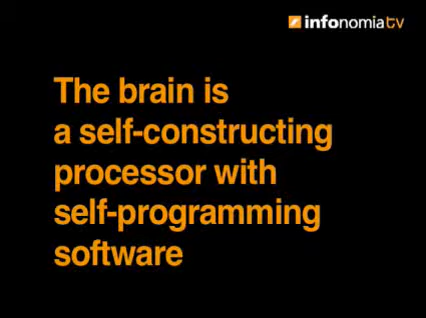 infonomiatv
The brain is
a self-constructing
processor with
self-programming
software